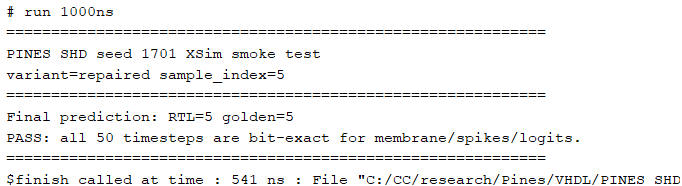 # run 1000ns
============================================================
PINES SHD seed 1701 XSim smoke test
variant=repaired sample_index=5
============================================================
Final prediction: RTL=5 golden=5
PASS: all 50 timesteps are bit-exact for membrane/spikes/logits.
============================================================
$finish called at time : 541 ns : File "C:/CC/research/Pines/VHDL/PINES SHD